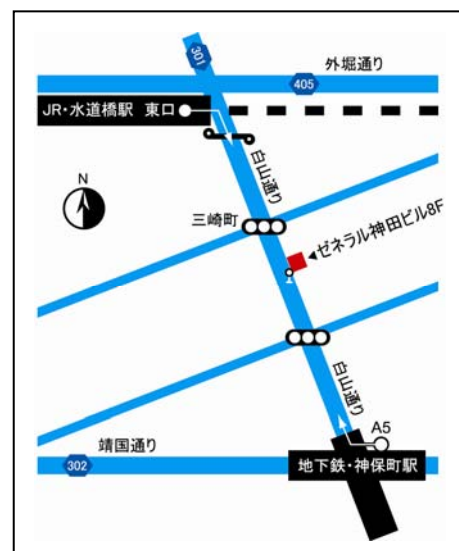 301
外堀通り
405
JR・水道橋駅 東口
白山通り
N
三崎町
ゼネラル神田ビル8F
白山通り
A5
靖国通り
302
地下鉄・神保町駅